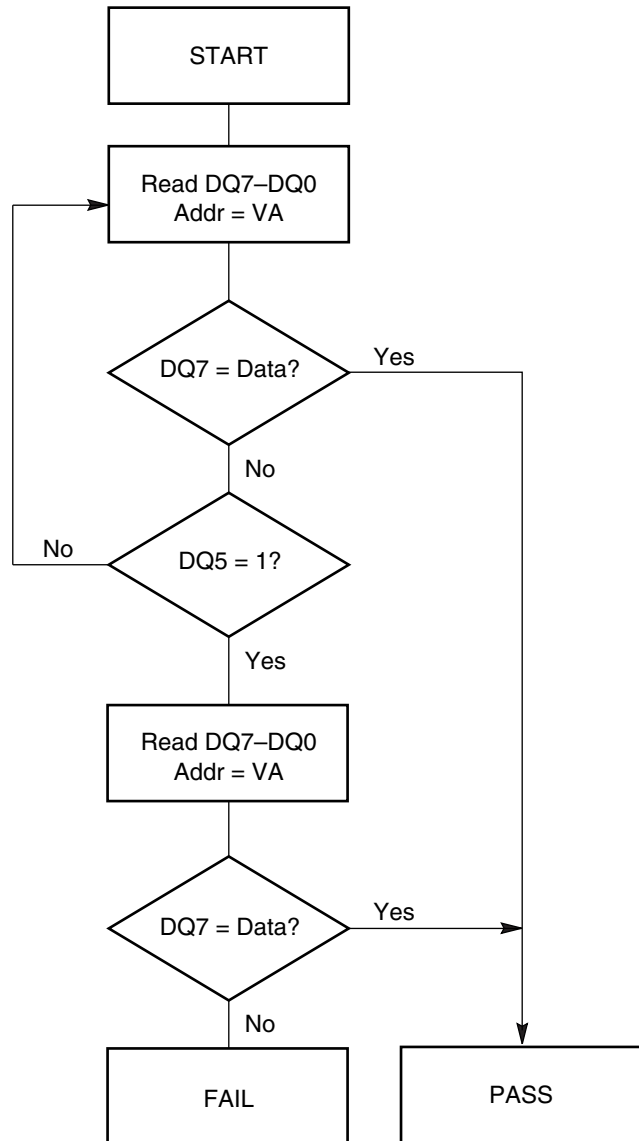 START
Read DQ7–DQ0
Addr = VA
DQ7 = Data?
Yes
No
No
DQ5 = 1?
Yes
Read DQ7–DQ0
Addr = VA
DQ7 = Data?
Yes
No
FAIL
PASS